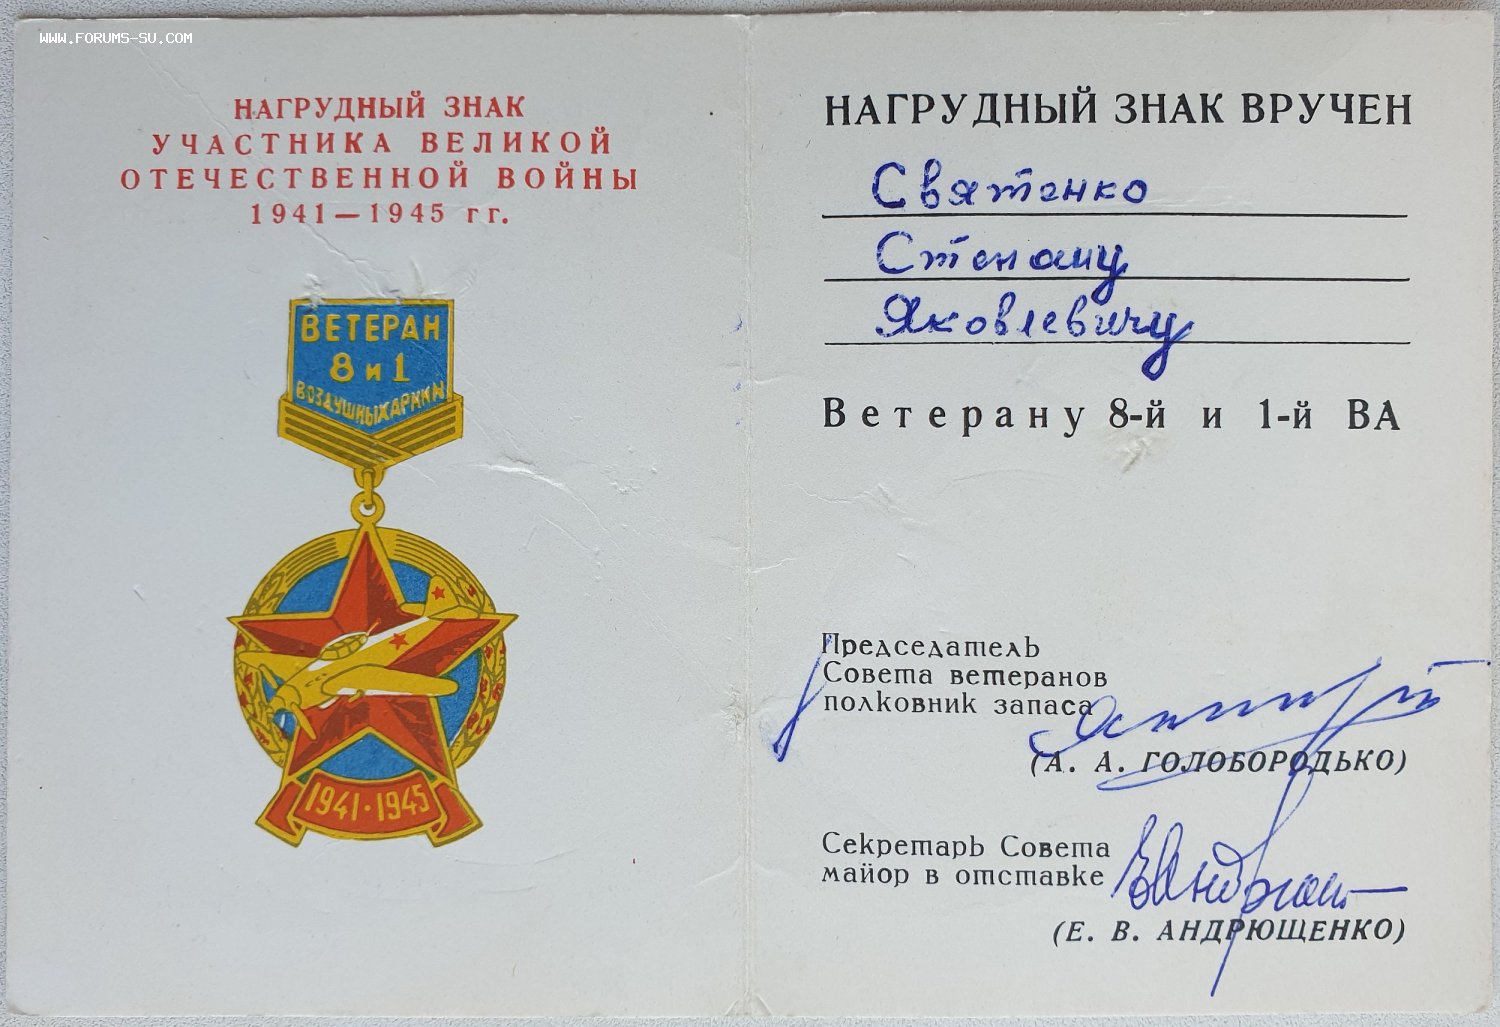 WWW.FORUMS-SU.COM
НАГРУДНЫЙ ЗНАК
УЧАСТНИКА ВЕЛИКОЙ
ОТЕЧЕСТВЕННОЙ ВОЙНЫ
1941—1945 гг.
ВЕТЕРАН
8 и 1
ВОЗДУШНЫХ АРМИЙ
1941·1945
НАГРУДНЫЙ ЗНАК ВРУЧЕН
Святенко
Степану
Яковлевичу
Ветерану 8-й и 1-й ВА
Председатель
Совета ветеранов
полковник запаса
(А. А. ГОЛОБОРОДЬКО)
Секретарь Совета
майор в отставке
(Е. В. АНДРЮЩЕНКО)